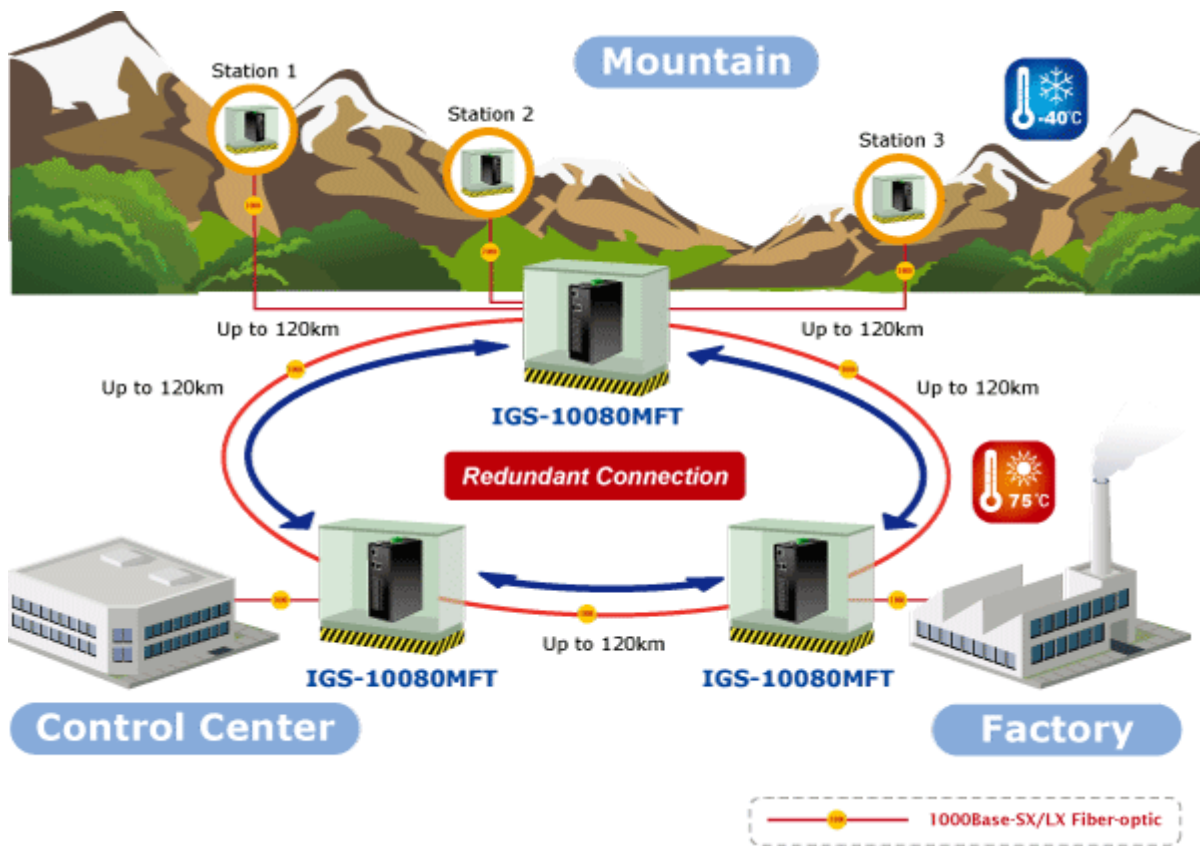 Mountain
Station 1
Station 2
-40°C
Station 3
Up to 120km
Up to 120km
Up to 120km
Up to 120km
IGS-10080MFT
Redundant Connection
75°C
Up to 120km
IGS-10080MFT
IGS-10080MFT
Control Center
Factory
1000Base-SX/LX Fiber-optic